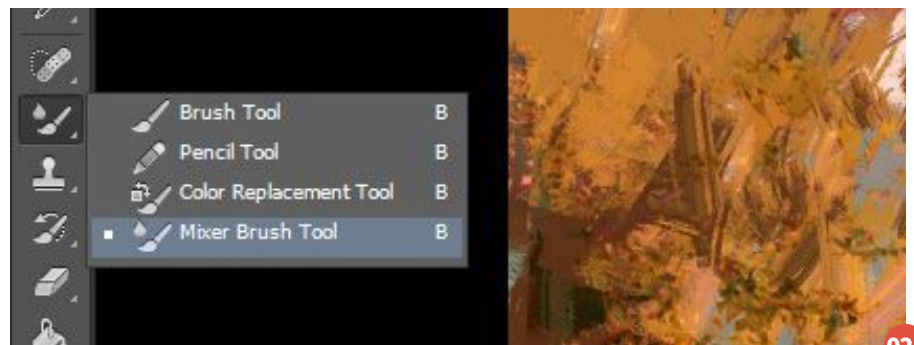 Brush Tool B
Pencil Tool B
Color Replacement Tool B
Mixer Brush Tool B